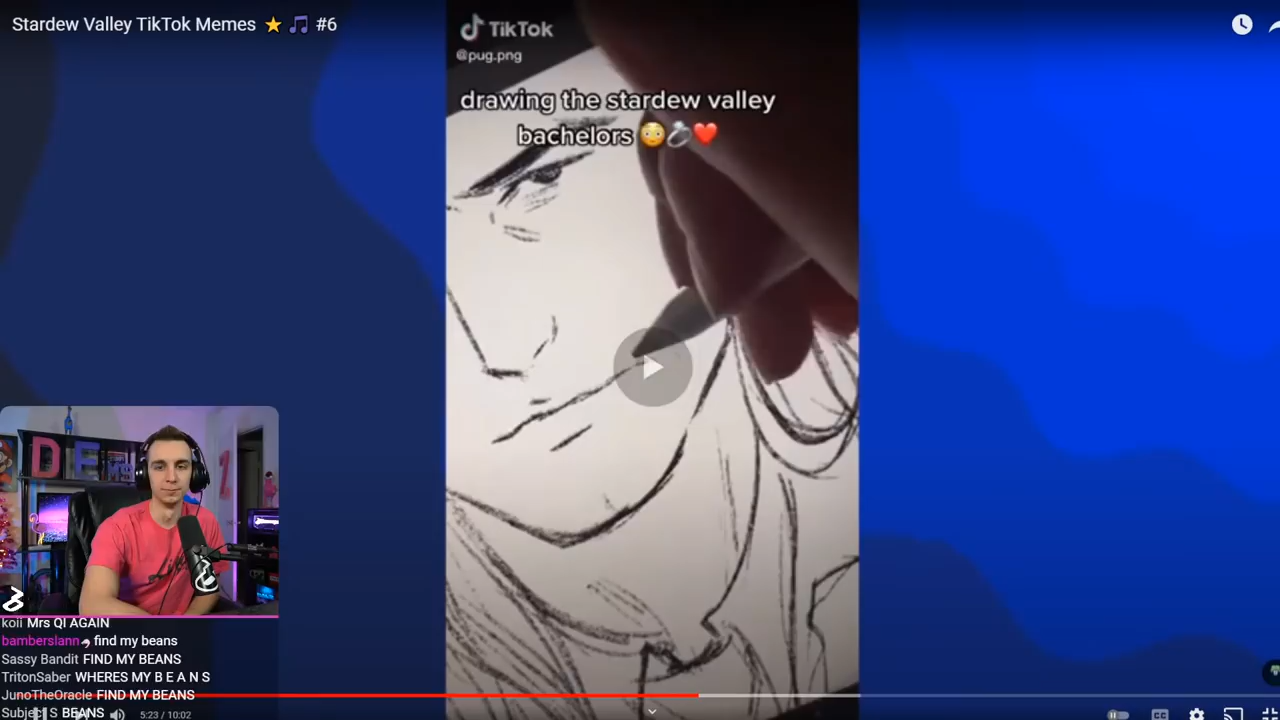 Stardew Valley TikTok Memes ⭐ 🎵 #6
TikTok
@pug.png
drawing the stardew valley
bachelors 😳💍❤️
D E
Z
koii Mrs QI AGAIN
bamberslann find my beans
Sassy Bandit FIND MY BEANS
TritonSaber WHERES MY B E A N S
JunoTheOracle FIND MY BEANS
Subject S BEANS
5:23 / 10:02
CC